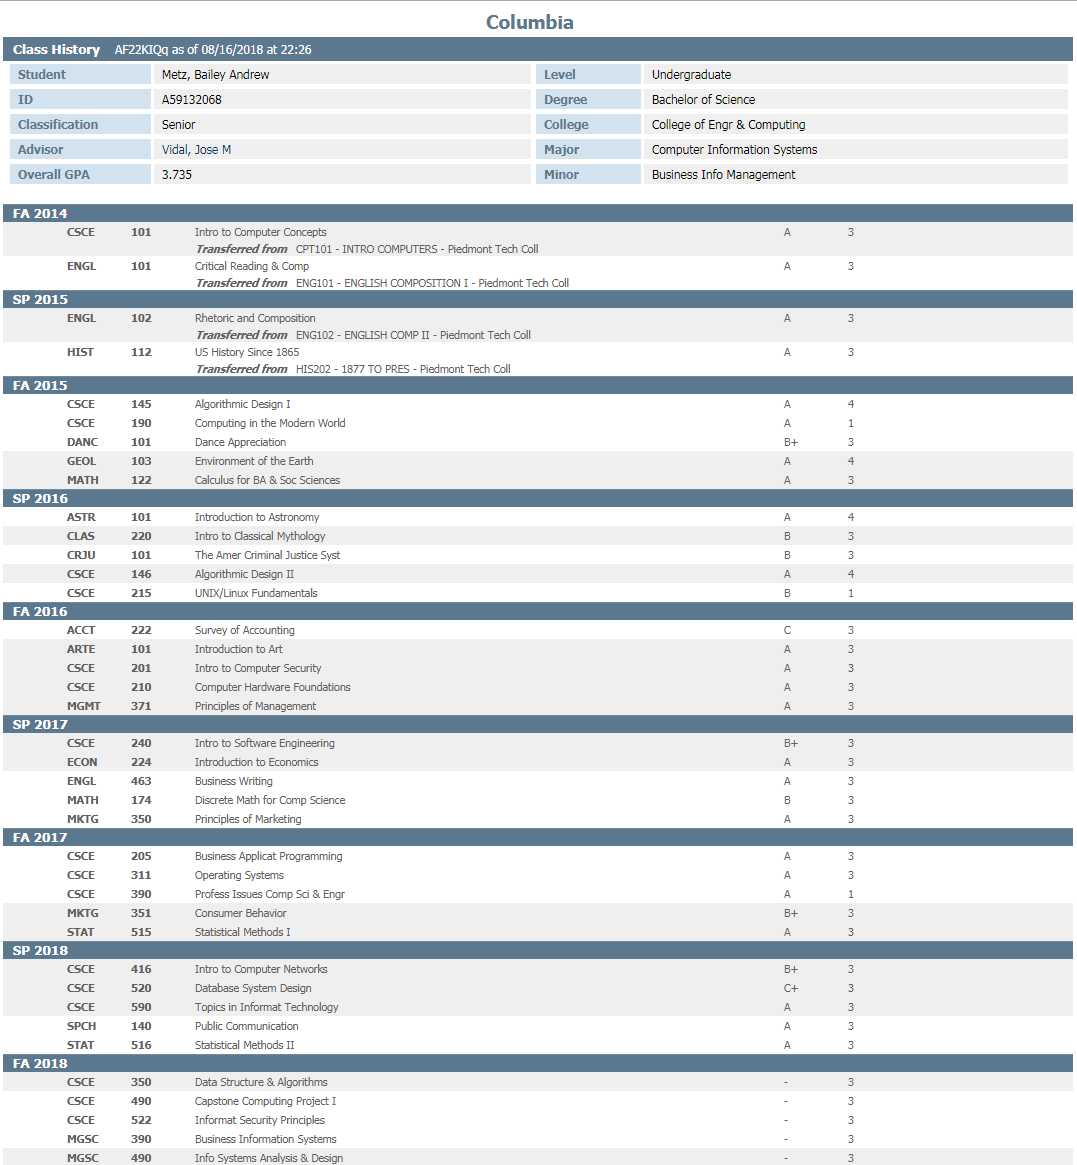 Columbia
Class History AF22KIQq as of 08/16/2018 at 22:26
Student Metz, Bailey Andrew Level Undergraduate
ID A59132068 Degree Bachelor of Science
Classification Senior College College of Engr & Computing
Advisor Vidal, Jose M Major Computer Information Systems
Overall GPA 3.735 Minor Business Info Management
FA 2014
CSCE 101 Intro to Computer Concepts A 3
Transferred from CPT101 - INTRO COMPUTERS - Piedmont Tech Coll
ENGL 101 Critical Reading & Comp A 3
Transferred from ENG101 - ENGLISH COMPOSITION I - Piedmont Tech Coll
SP 2015
ENGL 102 Rhetoric and Composition A 3
Transferred from ENG102 - ENGLISH COMP II - Piedmont Tech Coll
HIST 112 US History Since 1865 A 3
Transferred from HIS202 - 1877 TO PRES - Piedmont Tech Coll
FA 2015
CSCE 145 Algorithmic Design I A 4
CSCE 190 Computing in the Modern World A 1
DANC 101 Dance Appreciation B+ 3
GEOL 103 Environment of the Earth A 4
MATH 122 Calculus for BA & Soc Sciences A 3
SP 2016
ASTR 101 Introduction to Astronomy A 4
CLAS 220 Intro to Classical Mythology B 3
CRJU 101 The Amer Criminal Justice Syst B 3
CSCE 146 Algorithmic Design II A 4
CSCE 215 UNIX/Linux Fundamentals B 1
FA 2016
ACCT 222 Survey of Accounting C 3
ARTE 101 Introduction to Art A 3
CSCE 201 Intro to Computer Security A 3
CSCE 210 Computer Hardware Foundations A 3
MGMT 371 Principles of Management A 3
SP 2017
CSCE 240 Intro to Software Engineering B+ 3
ECON 224 Introduction to Economics A 3
ENGL 463 Business Writing A 3
MATH 174 Discrete Math for Comp Science B 3
MKTG 350 Principles of Marketing A 3
FA 2017
CSCE 205 Business Applicat Programming A 3
CSCE 311 Operating Systems A 3
CSCE 390 Profess Issues Comp Sci & Engr A 1
MKTG 351 Consumer Behavior B+ 3
STAT 515 Statistical Methods I A 3
SP 2018
CSCE 416 Intro to Computer Networks B+ 3
CSCE 520 Database System Design C+ 3
CSCE 590 Topics in Informat Technology A 3
SPCH 140 Public Communication A 3
STAT 516 Statistical Methods II A 3
FA 2018
CSCE 350 Data Structure & Algorithms - 3
CSCE 490 Capstone Computing Project I - 3
CSCE 522 Informat Security Principles - 3
MGSC 390 Business Information Systems - 3
MGSC 490 Info Systems Analysis & Design - 3